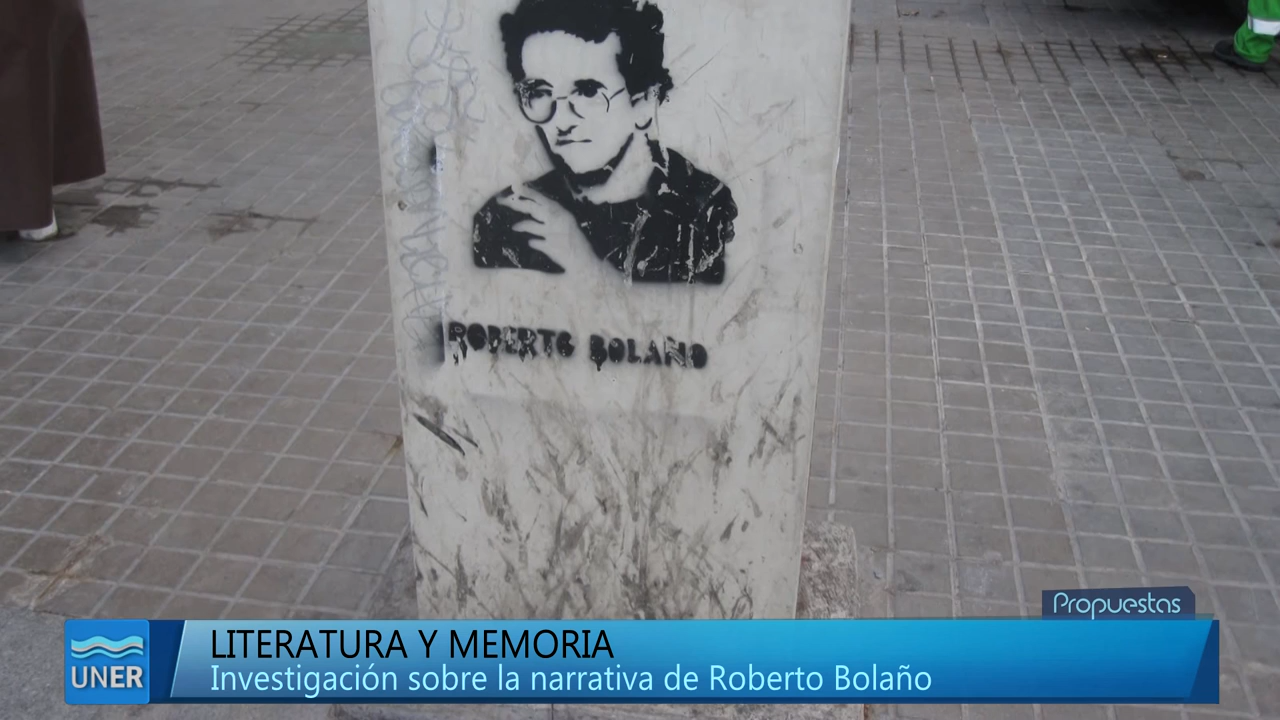 ROBERTO BOLAÑO
Propuestas
LITERATURA Y MEMORIA
UNER
Investigación sobre la narrativa de Roberto Bolaño